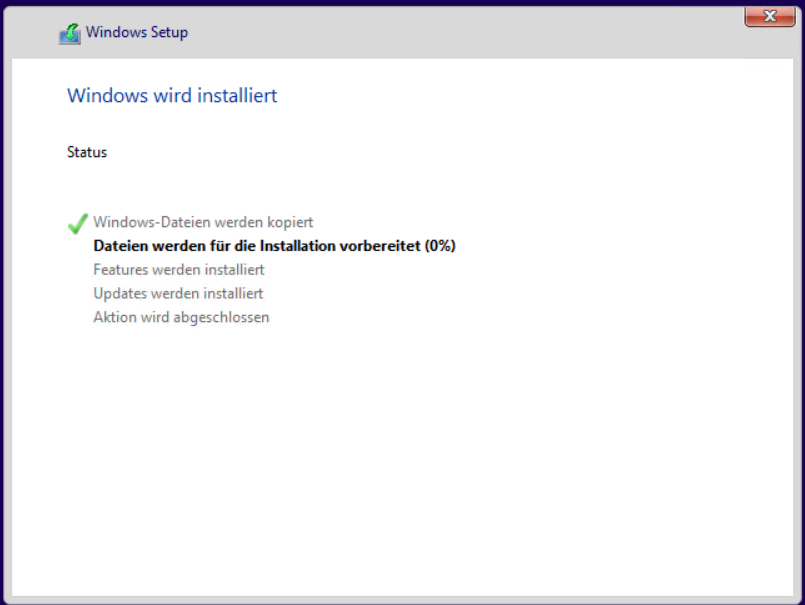 Windows Setup
Windows wird installiert
Status
Windows-Dateien werden kopiert
Dateien werden für die Installation vorbereitet (0%)
Features werden installiert
Updates werden installiert
Aktion wird abgeschlossen